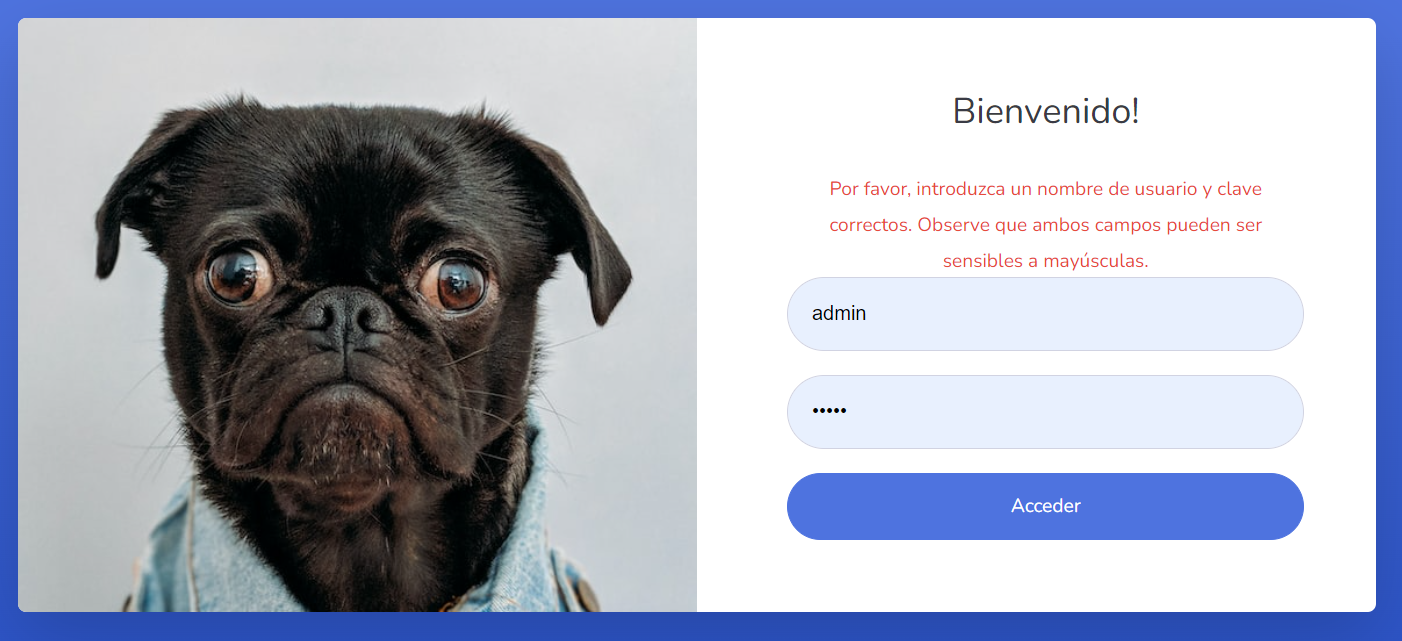 Bienvenido!
Por favor, introduzca un nombre de usuario y clave
correctos. Observe que ambos campos pueden ser
sensibles a mayúsculas.
admin
•••••
Acceder